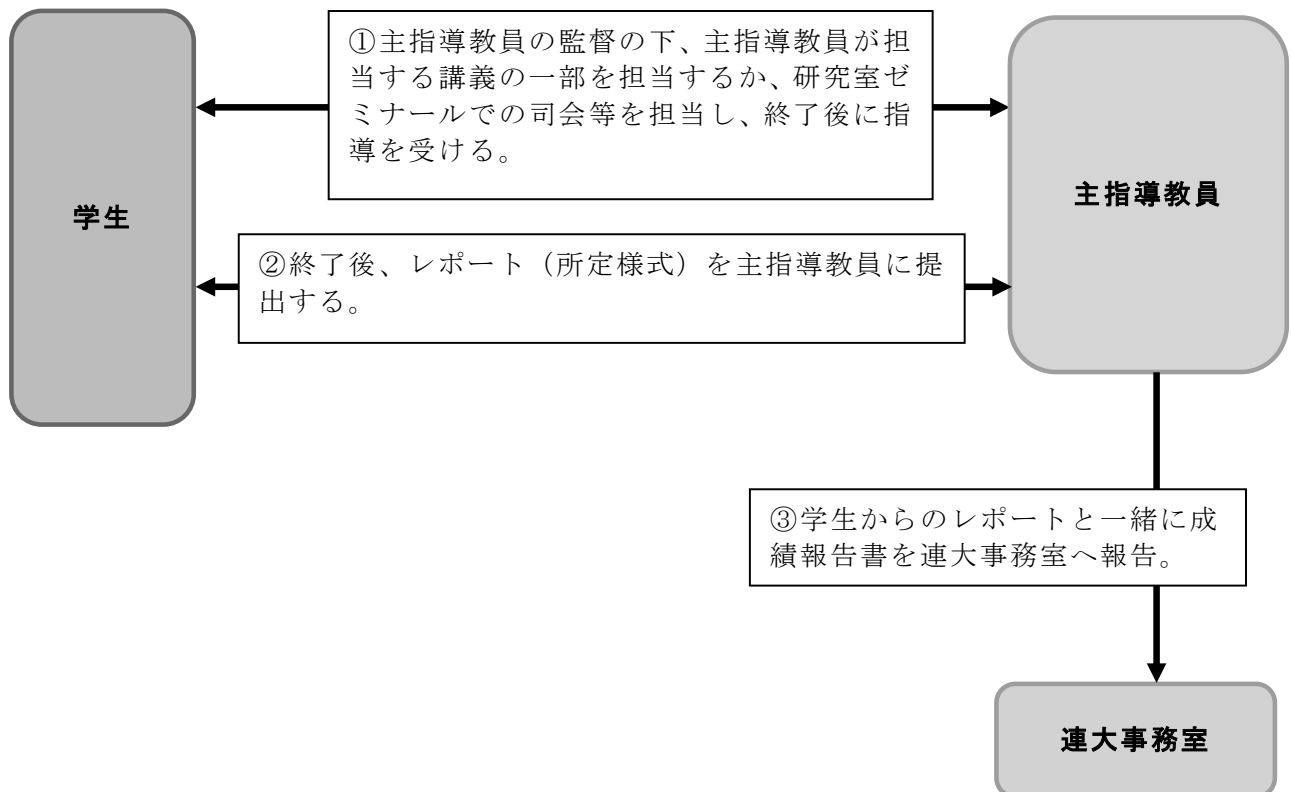 ①主指導教員の監督の下、主指導教員が担
当する講義の一部を担当するか、研究室ゼ
ミナールでの司会等を担当し、終了後に指
導を受ける。
学生
主指導教員
②終了後、レポート（所定様式）を主指導教員に提
出する。
③学生からのレポートと一緒に成
績報告書を連大事務室へ報告。
連大事務室